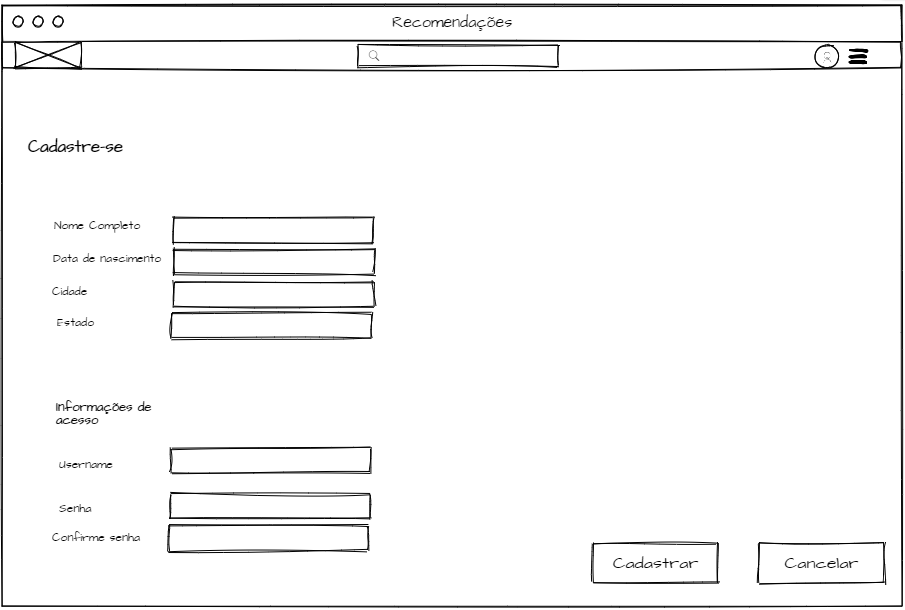 Recomendações
Cadastre-se
Nome Completo
Data de nascimento
Cidade
Estado
Informações de
acesso
Username
Senha
Confirme senha
Cadastrar
Cancelar